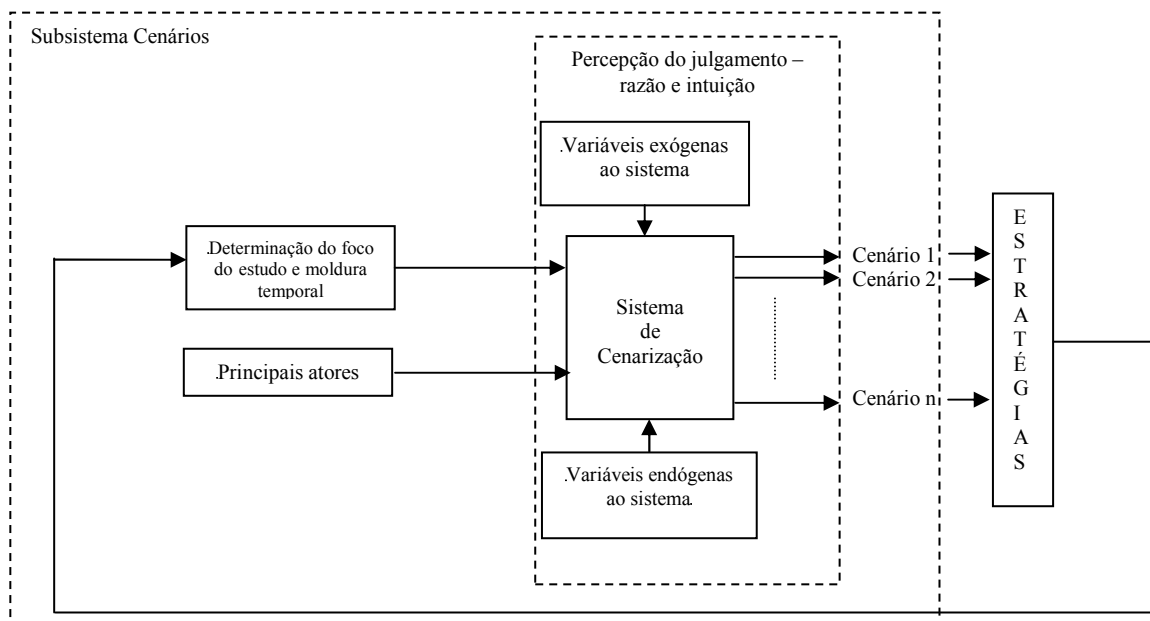 Subsistema Cenários
Percepção do julgamento –
razão e intuição
.Variáveis exógenas
ao sistema
.Determinação do foco
do estudo e moldura
temporal
.Principais atores
Sistema
de
Cenarização
.Variáveis endógenas
ao sistema.
Cenário 1
Cenário 2
Cenário n
E
S
T
R
A
T
É
G
I
A
S